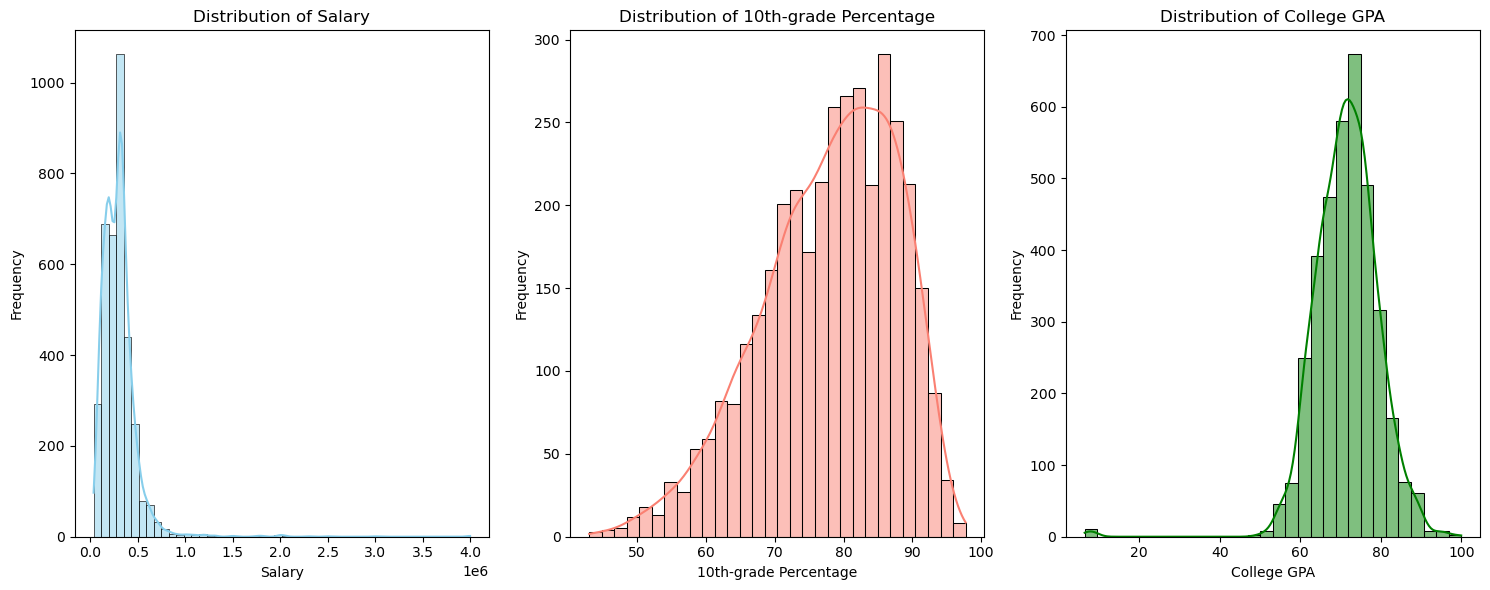 Distribution of Salary
Frequency
1000
800
600
400
200
0
0.0 0.5 1.0 1.5 2.0 2.5 3.0 3.5 4.0
1e6
Salary
Distribution of 10th-grade Percentage
Frequency
300
250
200
150
100
50
0
50 60 70 80 90 100
10th-grade Percentage
Distribution of College GPA
Frequency
700
600
500
400
300
200
100
0
20 40 60 80 100
College GPA